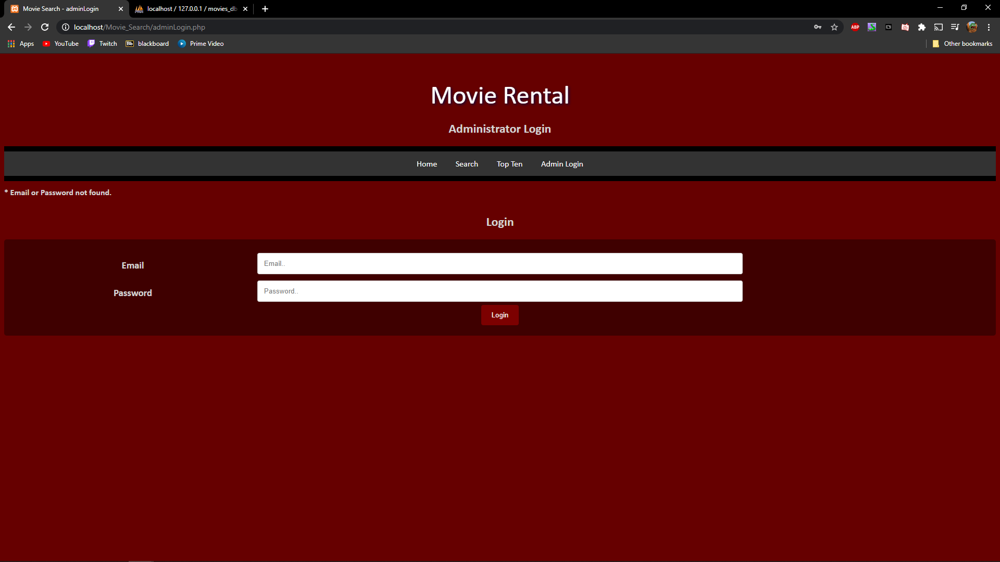 Movie Search - adminLogin
localhost / 127.0.0.1 / movies_db
localhost/Movie_Search/adminLogin.php
ABP
Apps YouTube Twitch Bb blackboard Prime Video Other bookmarks
Movie Rental
Administrator Login
Home Search Top Ten Admin Login
* Email or Password not found.
Login
Email Email..
Password Password..
Login